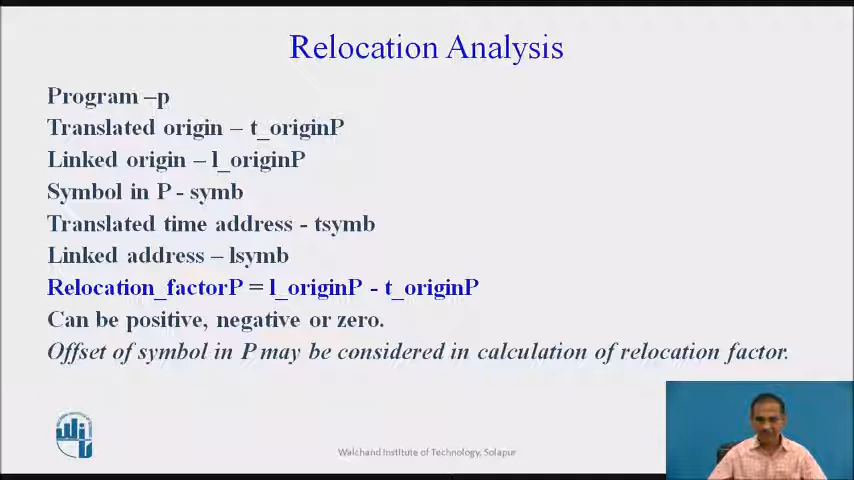 Relocation Analysis
Program –p
Translated origin – t_originP
Linked origin – l_originP
Symbol in P - symb
Translated time address - tsymb
Linked address – lsymb
Relocation_factorP = l_originP - t_originP
Can be positive, negative or zero.
Offset of symbol in P may be considered in calculation of relocation factor.
Walchand Institute of Technology, Solapur